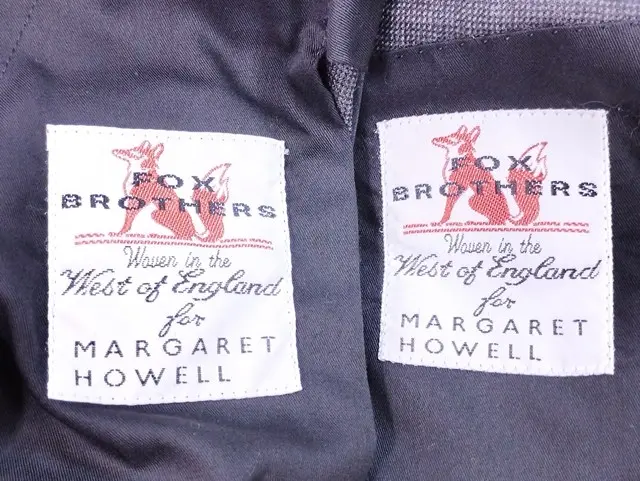 FOX
BROTHERS
Woven in the
West of England
for
MARGARET
HOWELL
FOX
BROTHERS
Woven in the
West of England
for
MARGARET
HOWELL